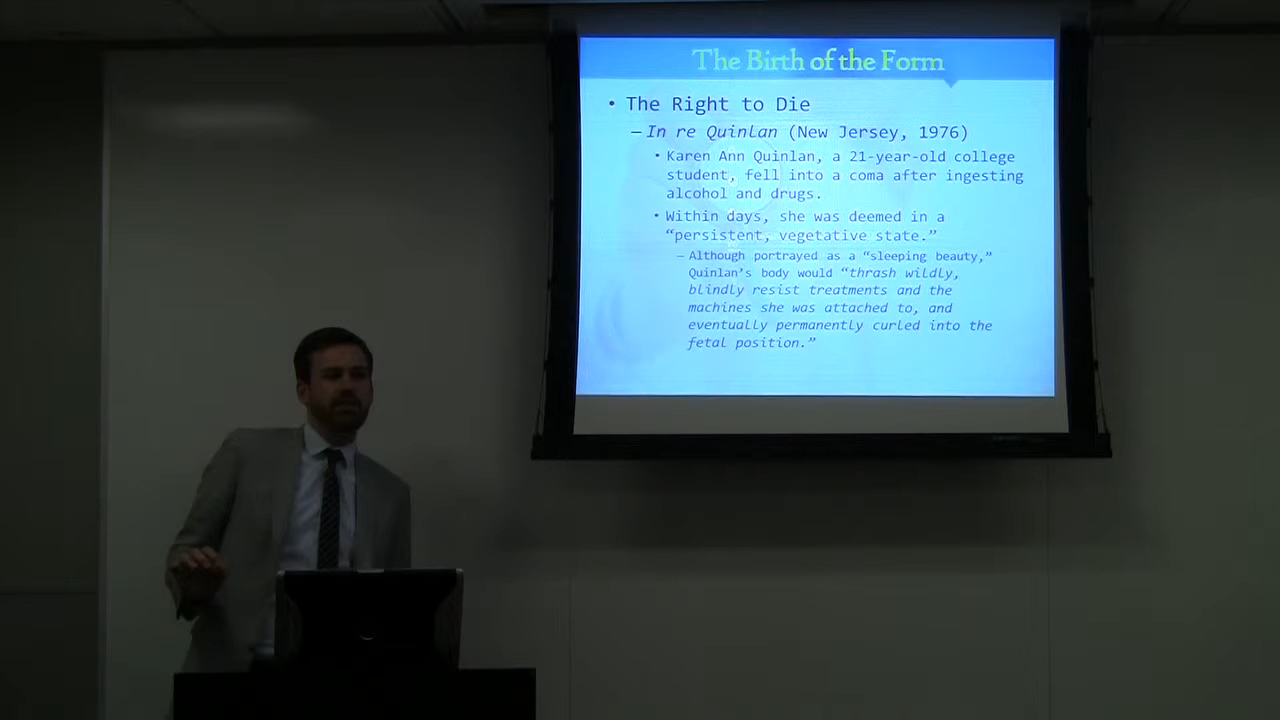 The Birth of the Form
• The Right to Die
– In re Quinlan (New Jersey, 1976)
• Karen Ann Quinlan, a 21-year-old college
student, fell into a coma after ingesting
alcohol and drugs.
• Within days, she was deemed in a
“persistent, vegetative state.”
– Although portrayed as a “sleeping beauty,”
Quinlan’s body would “thrash wildly,
blindly resist treatments and the
machines she was attached to, and
eventually permanently curled into the
fetal position.”